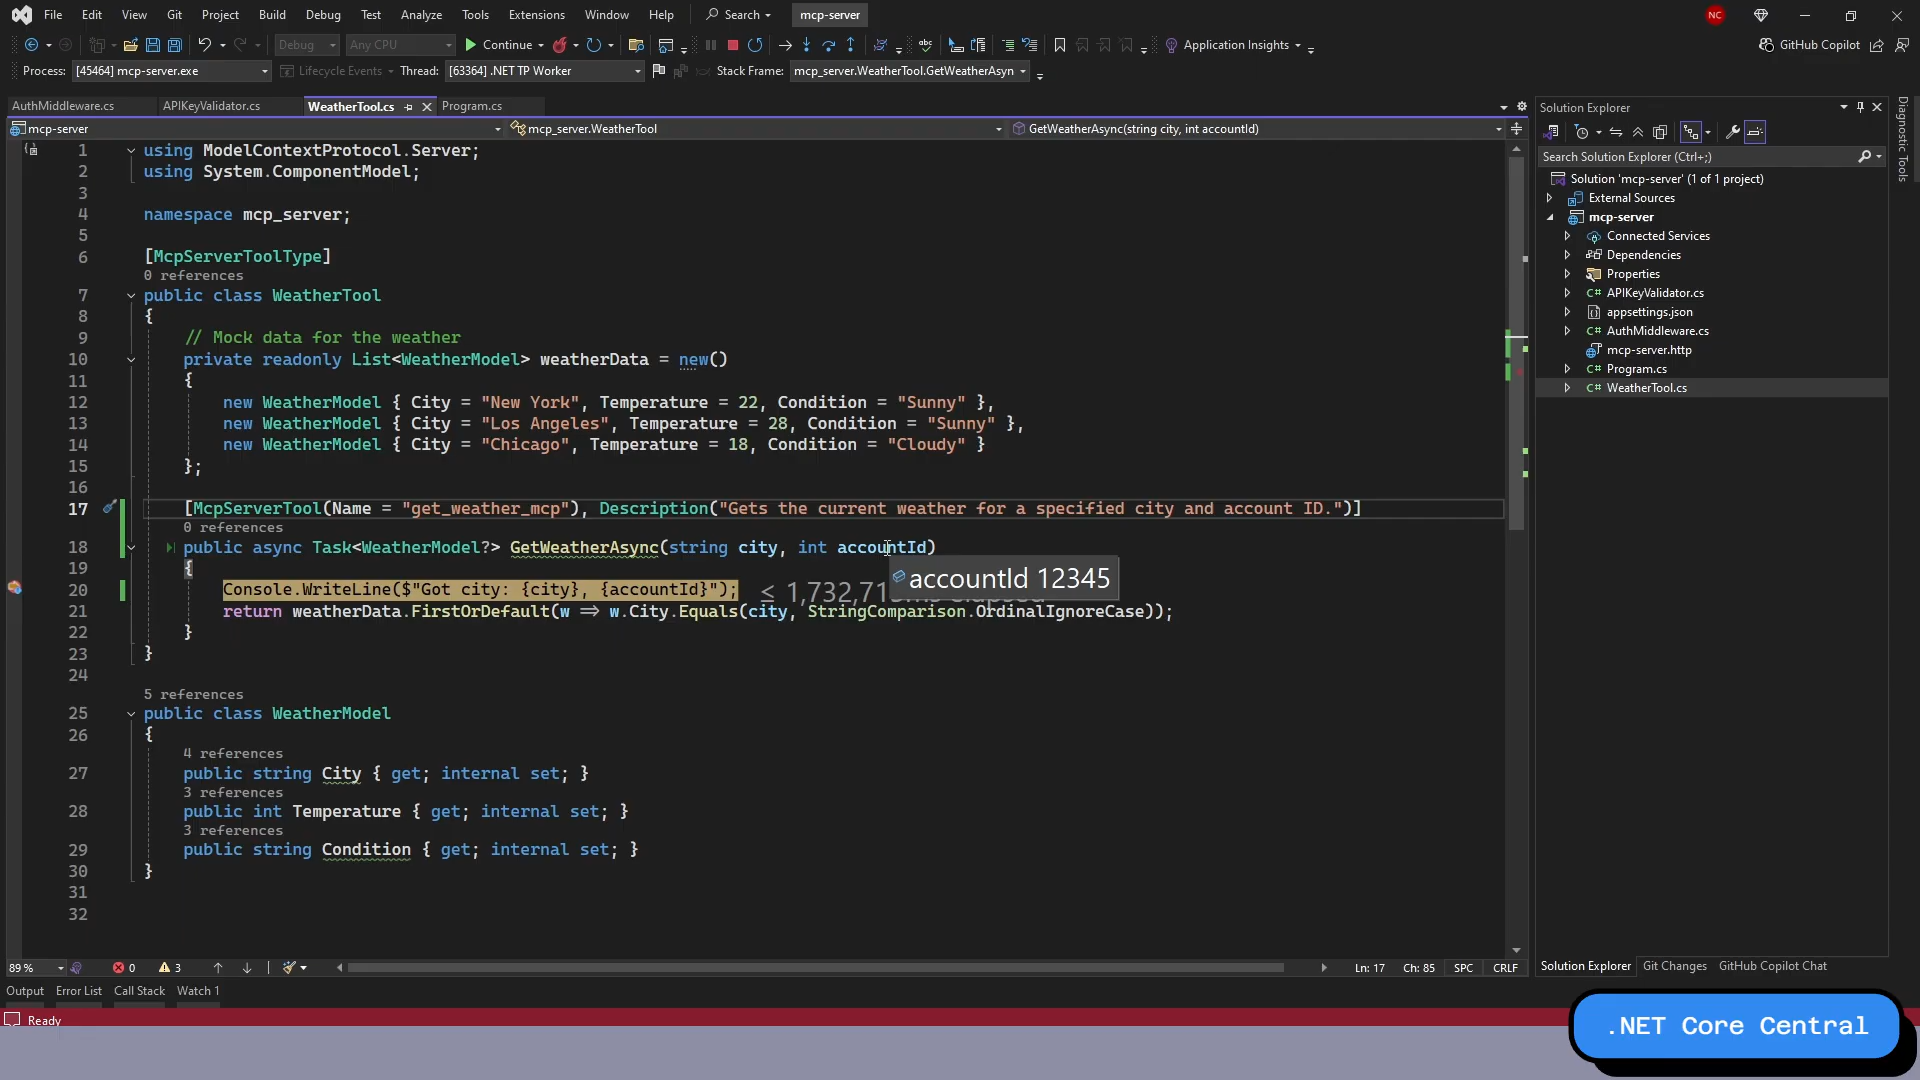 File Edit View Git Project Build Debug Test Analyze Tools Extensions Window Help Search mcp-server NC
Debug Any CPU Continue Application Insights GitHub Copilot
Process: [45464] mcp-server.exe Lifecycle Events Thread: [63364] .NET TP Worker Stack Frame: mcp_server.WeatherTool.GetWeatherAsyn
AuthMiddleware.cs APIKeyValidator.cs WeatherTool.cs Program.cs
mcp-server mcp_server.WeatherTool GetWeatherAsync(string city, int accountId)
1 using ModelContextProtocol.Server;
2 using System.ComponentModel;
3
4 namespace mcp_server;
5
6 [McpServerToolType]
0 references
7 public class WeatherTool
8 {
9 // Mock data for the weather
10 private readonly List<WeatherModel> weatherData = new()
11 {
12 new WeatherModel { City = "New York", Temperature = 22, Condition = "Sunny" },
13 new WeatherModel { City = "Los Angeles", Temperature = 28, Condition = "Sunny" },
14 new WeatherModel { City = "Chicago", Temperature = 18, Condition = "Cloudy" }
15 };
16
17 [McpServerTool(Name = "get_weather_mcp"), Description("Gets the current weather for a specified city and account ID.")]
0 references
18 public async Task<WeatherModel?> GetWeatherAsync(string city, int accountId)
19 {
accountId 12345
20 Console.WriteLine($"Got city: {city}, {accountId}");
21 return weatherData.FirstOrDefault(w => w.City.Equals(city, StringComparison.OrdinalIgnoreCase));
22 }
23 }
24
5 references
25 public class WeatherModel
26 {
4 references
27 public string City { get; internal set; }
3 references
28 public int Temperature { get; internal set; }
3 references
29 public string Condition { get; internal set; }
30 }
31
32
89 % 0 3 Ln: 17 Ch: 85 SPC CRLF
Output Error List Call Stack Watch 1
Ready
Solution Explorer
Search Solution Explorer (Ctrl+;)
Solution 'mcp-server' (1 of 1 project)
External Sources
mcp-server
Connected Services
Dependencies
Properties
APIKeyValidator.cs
appsettings.json
AuthMiddleware.cs
mcp-server.http
Program.cs
WeatherTool.cs
Solution Explorer Git Changes GitHub Copilot Chat
Diagnostic Tools
.NET Core Central